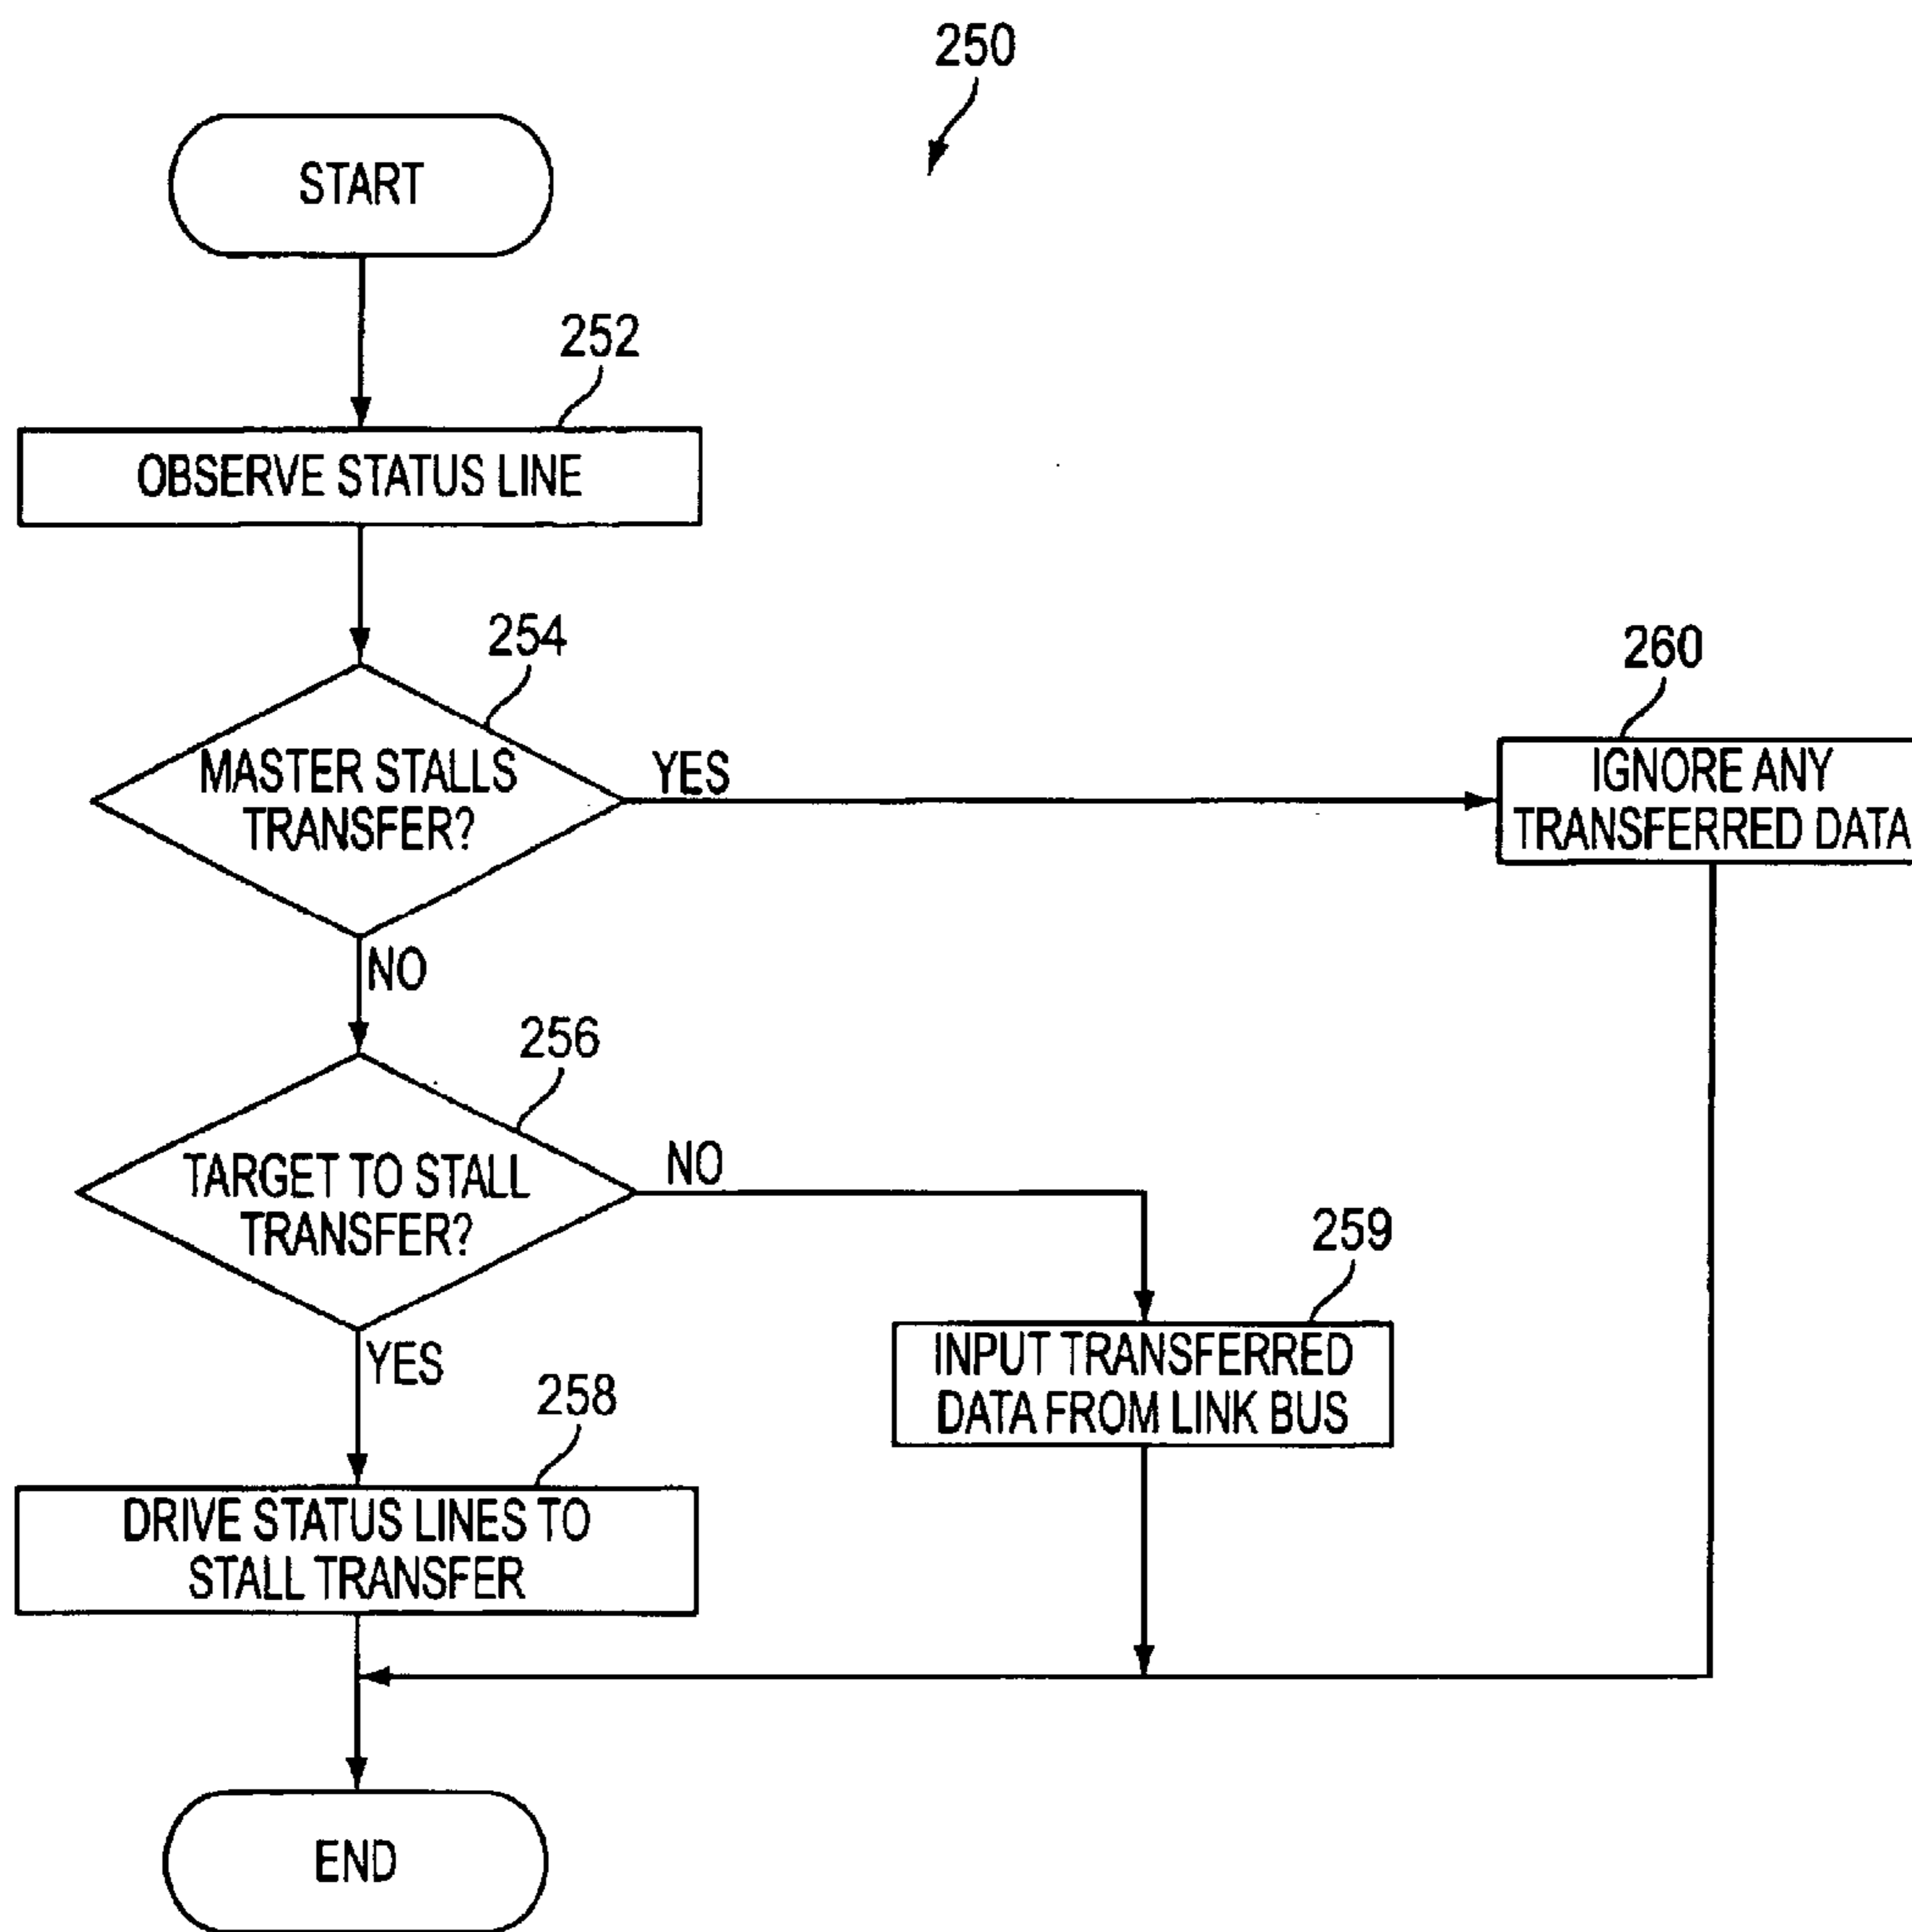 250
START
252
OBSERVE STATUS LINE
254
MASTER STALLS
TRANSFER?
YES
260
IGNORE ANY
TRANSFERRED DATA
NO
256
TARGET TO STALL
TRANSFER?
NO
259
INPUT TRANSFERRED
DATA FROM LINK BUS
YES
258
DRIVE STATUS LINES TO
STALL TRANSFER
END